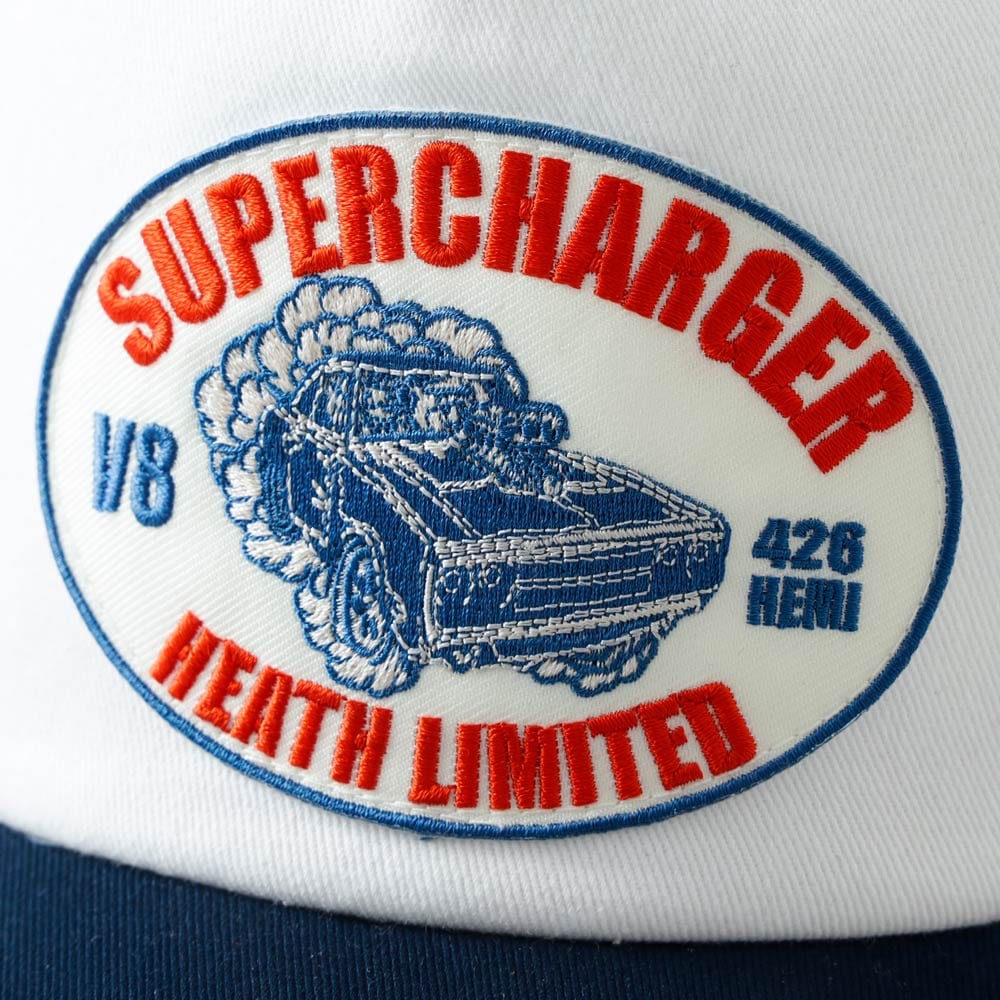 SUPERCHARGER
V8
426
HEMI
HEATH LIMITED